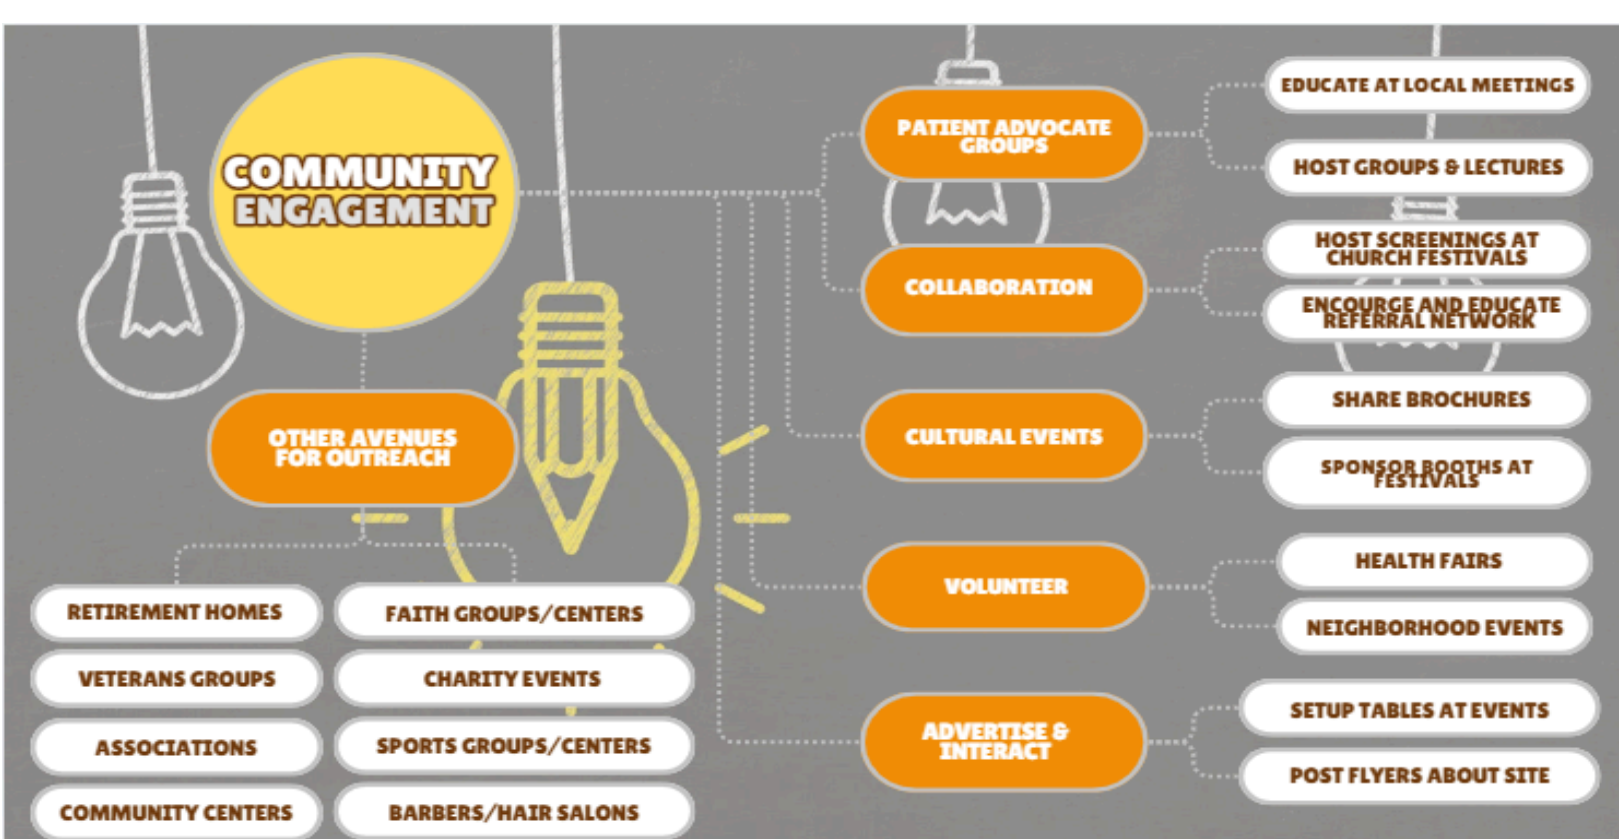 COMMUNITY
ENGAGEMENT
PATIENT ADVOCATE
GROUPS
EDUCATE AT LOCAL MEETINGS
HOST GROUPS & LECTURES
COLLABORATION
HOST SCREENINGS AT
CHURCH FESTIVALS
ENCOURGE AND EDUCATE
REFERRAL NETWORK
CULTURAL EVENTS
SHARE BROCHURES
SPONSOR BOOTHS AT
FESTIVALS
VOLUNTEER
HEALTH FAIRS
NEIGHBORHOOD EVENTS
ADVERTISE &
INTERACT
SETUP TABLES AT EVENTS
POST FLYERS ABOUT SITE
OTHER AVENUES
FOR OUTREACH
RETIREMENT HOMES
VETERANS GROUPS
ASSOCIATIONS
COMMUNITY CENTERS
FAITH GROUPS/CENTERS
CHARITY EVENTS
SPORTS GROUPS/CENTERS
BARBERS/HAIR SALONS